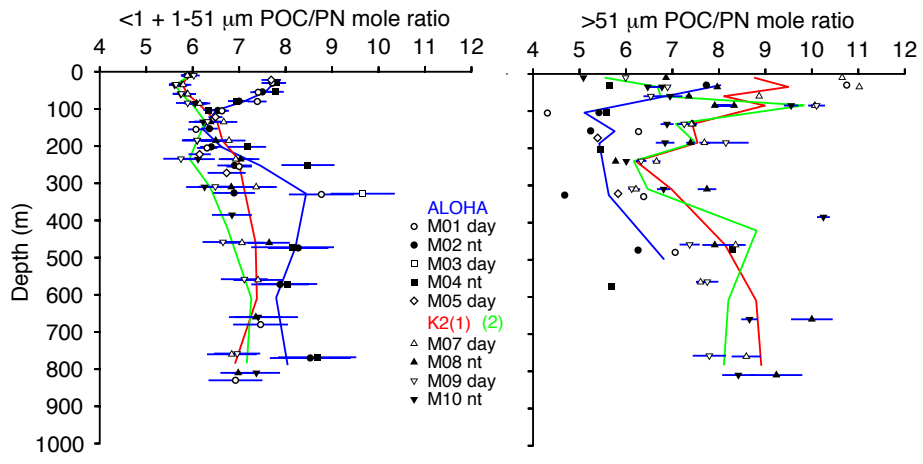 <1 + 1-51 µm POC/PN mole ratio
4 5 6 7 8 9 10 11 12
0
100
200
300
400
500
600
700
800
900
1000
Depth (m)
ALOHA
M01 day
M02 nt
M03 day
M04 nt
M05 day
K2(1) (2)
M07 day
M08 nt
M09 day
M10 nt
>51 µm POC/PN mole ratio
4 5 6 7 8 9 10 11 12